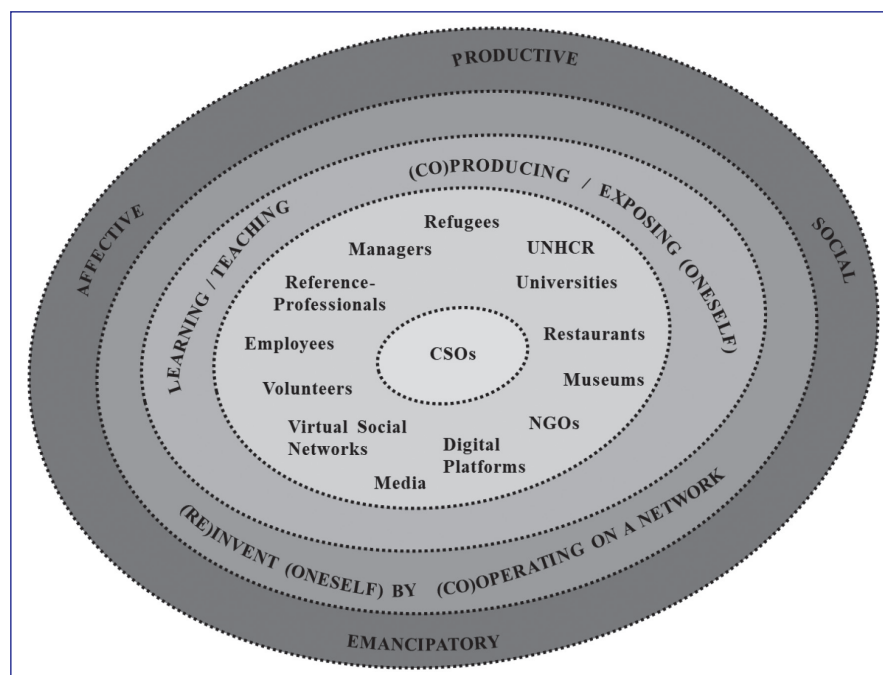 PRODUCTIVE
AFFECTIVE
SOCIAL
(CO)PRODUCING / EXPOSING (ONESELF)
LEARNING / TEACHING
Refugees
Managers
UNHCR
Reference-
Professionals
Universities
Employees
Restaurants
CSOs
Volunteers
Museums
Virtual Social
Networks
NGOs
Digital
Platforms
Media
(RE)INVENT (ONESELF) BY (CO)OPERATING ON A NETWORK
EMANCIPATORY